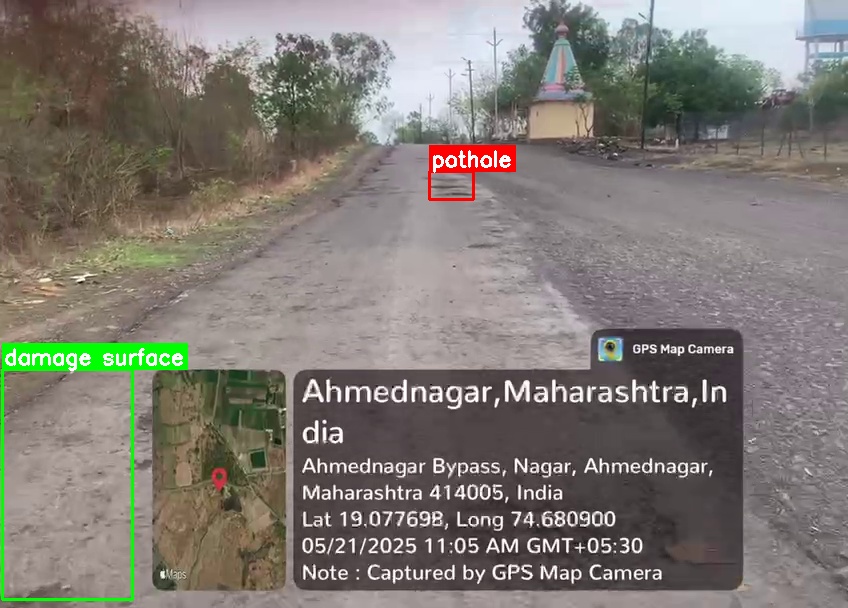 pothole
damage surface
GPS Map Camera
Ahmednagar,Maharashtra,In
dia
Ahmednagar Bypass, Nagar, Ahmednagar,
Maharashtra 414005, India
Lat 19.077698, Long 74.680900
05/21/2025 11:05 AM GMT+05:30
Note : Captured by GPS Map Camera
Maps